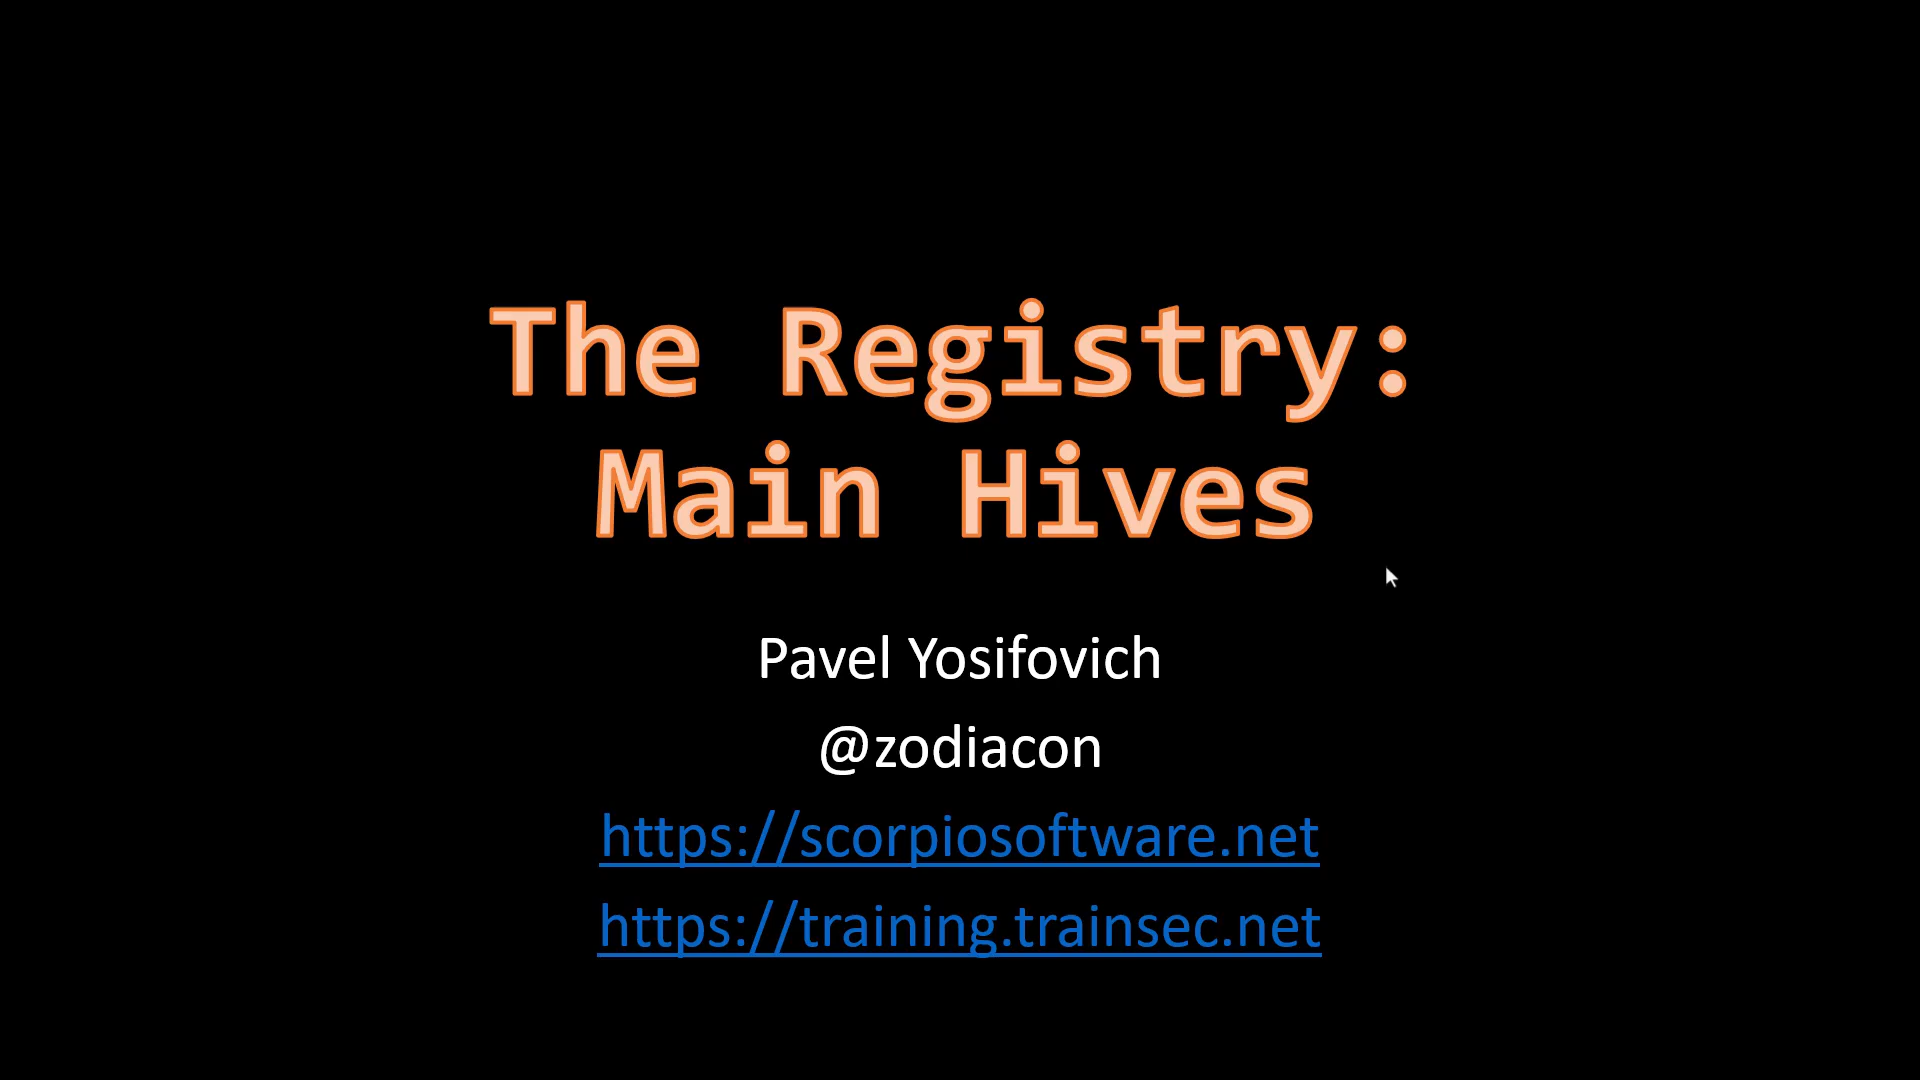 The Registry:
Main Hives
Pavel Yosifovich
@zodiacon
https://scorpiosoftware.net
https://training.trainsec.net